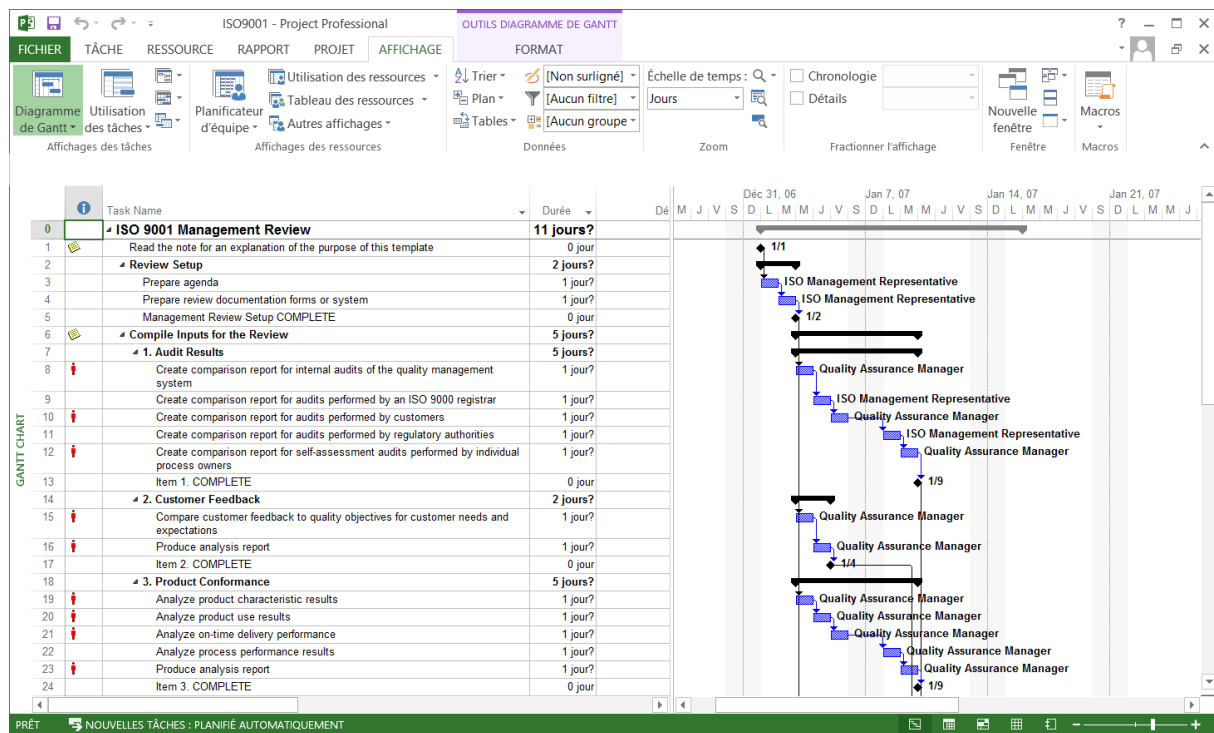 ISO9001 - Project Professional
OUTILS DIAGRAMME DE GANTT
?
FICHIER TÂCHE RESSOURCE RAPPORT PROJET AFFICHAGE FORMAT
Diagramme de Gantt
Utilisation des tâches
Affichages des tâches
Planificateur d'équipe
Utilisation des ressources
Tableau des ressources
Autres affichages
Affichages des ressources
Trier
Plan
Tables
[Non surligné]
[Aucun filtre]
[Aucun groupe
Données
Échelle de temps :
Jours
Zoom
Chronologie
Détails
Fractionner l'affichage
Nouvelle fenêtre
Fenêtre
Macros
Macros
Déc 31, 06 Jan 7, 07 Jan 14, 07 Jan 21, 07
Task Name Durée Dé M J V S D L M M J V S D L M M J V S D L M M J V S D L M M J
0 ISO 9001 Management Review 11 jours?
1 Read the note for an explanation of the purpose of this template 0 jour 1/1
2 Review Setup 2 jours?
3 Prepare agenda 1 jour? ISO Management Representative
4 Prepare review documentation forms or system 1 jour? ISO Management Representative
5 Management Review Setup COMPLETE 0 jour 1/2
6 Compile Inputs for the Review 5 jours?
7 1. Audit Results 5 jours?
8 Create comparison report for internal audits of the quality management system 1 jour? Quality Assurance Manager
9 Create comparison report for audits performed by an ISO 9000 registrar 1 jour? ISO Management Representative
10 Create comparison report for audits performed by customers 1 jour? Quality Assurance Manager
11 Create comparison report for audits performed by regulatory authorities 1 jour? ISO Management Representative
12 Create comparison report for self-assessment audits performed by individual process owners 1 jour? Quality Assurance Manager
13 Item 1. COMPLETE 0 jour 1/9
14 2. Customer Feedback 2 jours?
15 Compare customer feedback to quality objectives for customer needs and expectations 1 jour? Quality Assurance Manager
16 Produce analysis report 1 jour? Quality Assurance Manager
17 Item 2. COMPLETE 0 jour 1/4
18 3. Product Conformance 5 jours?
19 Analyze product characteristic results 1 jour? Quality Assurance Manager
20 Analyze product use results 1 jour? Quality Assurance Manager
21 Analyze on-time delivery performance 1 jour? Quality Assurance Manager
22 Analyze process performance results 1 jour? Quality Assurance Manager
23 Produce analysis report 1 jour? Quality Assurance Manager
24 Item 3. COMPLETE 0 jour 1/9
GANTT CHART
PRÊT NOUVELLES TÂCHES : PLANIFIÉ AUTOMATIQUEMENT